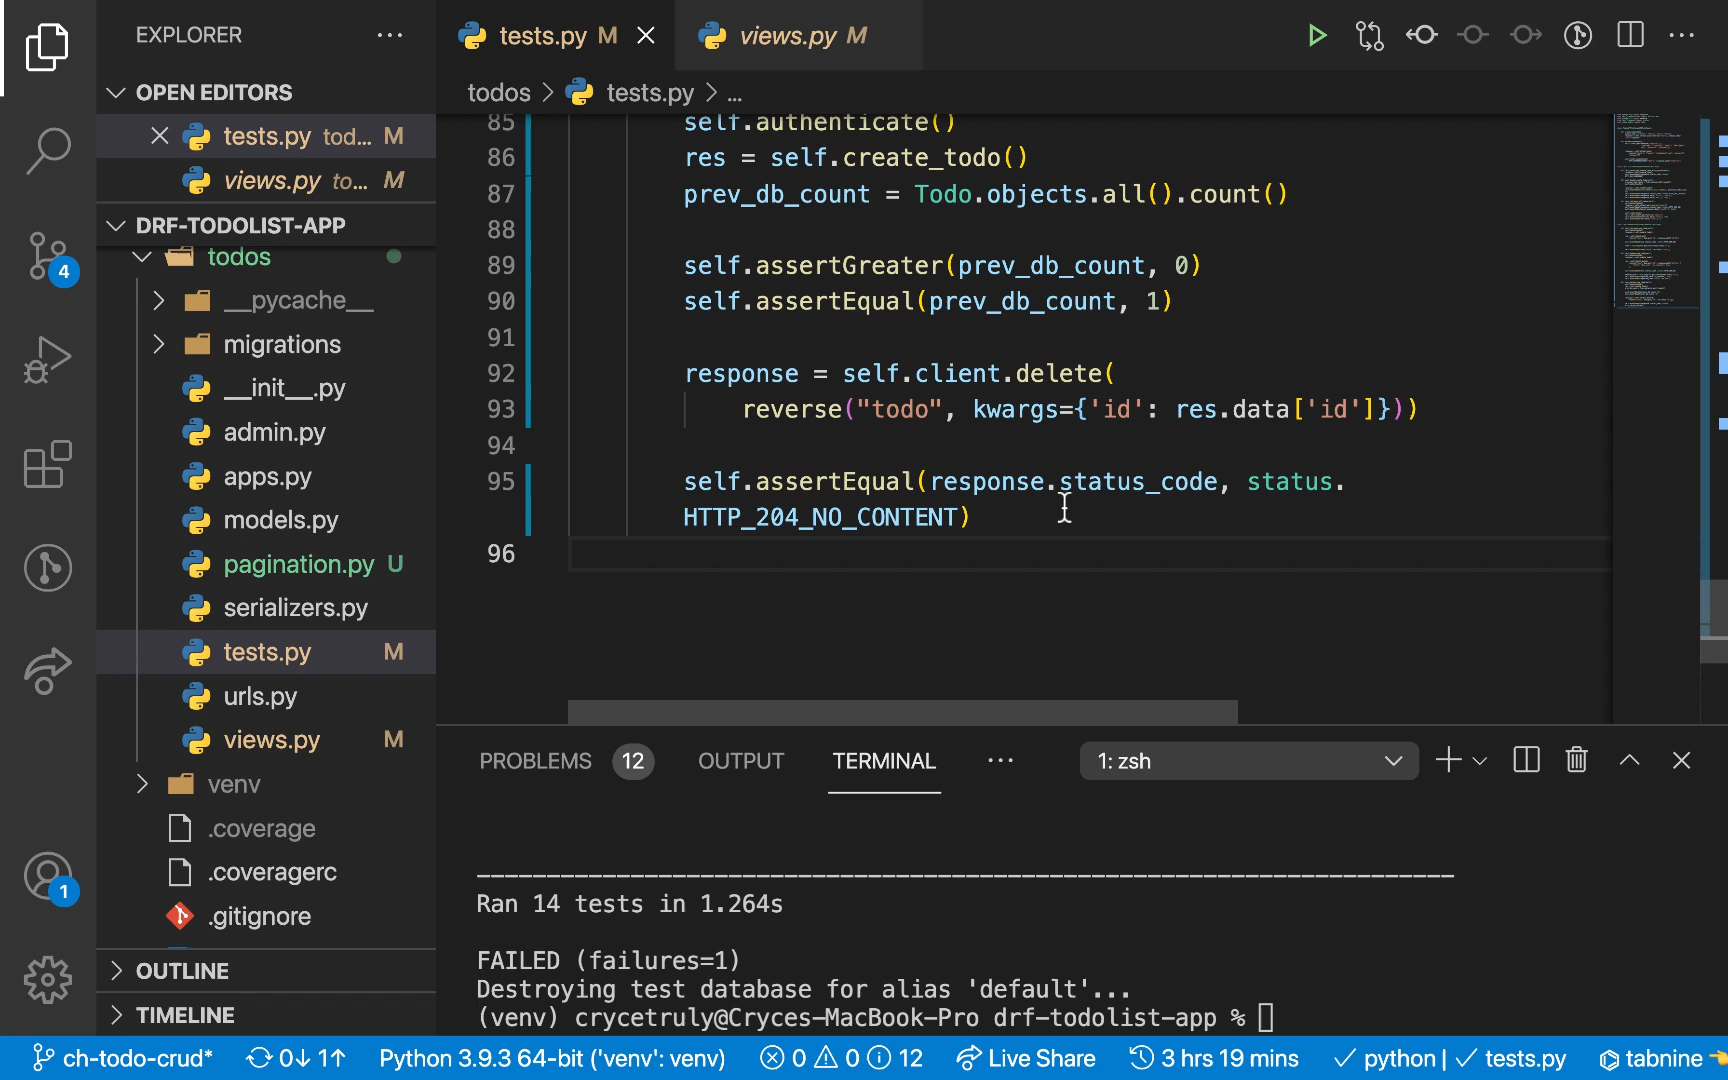 EXPLORER
tests.py M
views.py M
OPEN EDITORS
todos > tests.py > ...
tests.py tod... M
views.py to... M
DRF-TODOLIST-APP
todos
__pycache__
migrations
__init__.py
admin.py
apps.py
models.py
pagination.py U
serializers.py
tests.py M
urls.py
views.py M
venv
.coverage
.coveragerc
.gitignore
OUTLINE
TIMELINE
4
1
85 self.authenticate()
86 res = self.create_todo()
87 prev_db_count = Todo.objects.all().count()
88
89 self.assertGreater(prev_db_count, 0)
90 self.assertEqual(prev_db_count, 1)
91
92 response = self.client.delete(
93 reverse("todo", kwargs={'id': res.data['id']}))
94
95 self.assertEqual(response.status_code, status.
HTTP_204_NO_CONTENT)
96
PROBLEMS 12 OUTPUT TERMINAL ... 1: zsh
----------------------------------------------------------------------
Ran 14 tests in 1.264s
FAILED (failures=1)
Destroying test database for alias 'default'...
(venv) crycetruly@Cryces-MacBook-Pro drf-todolist-app %
ch-todo-crud* 0↓ 1↑ Python 3.9.3 64-bit ('venv': venv) 0 0 12 Live Share 3 hrs 19 mins ✓ python | ✓ tests.py tabnine